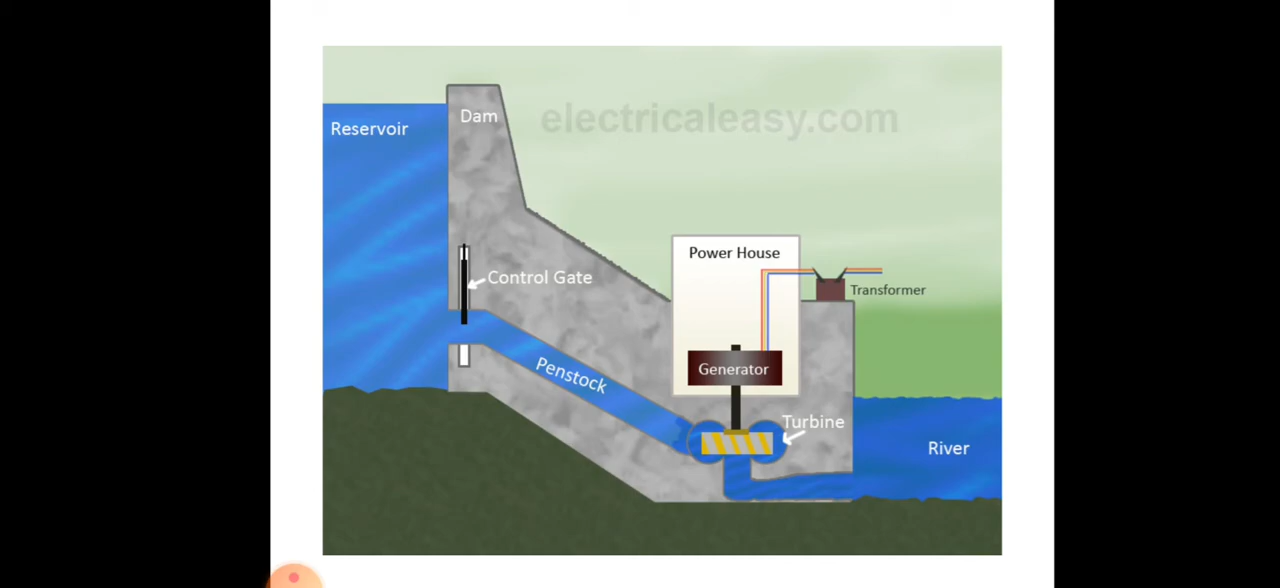 electricaleasy.com
Reservoir
Dam
Control Gate
Power House
Transformer
Penstock
Generator
Turbine
River